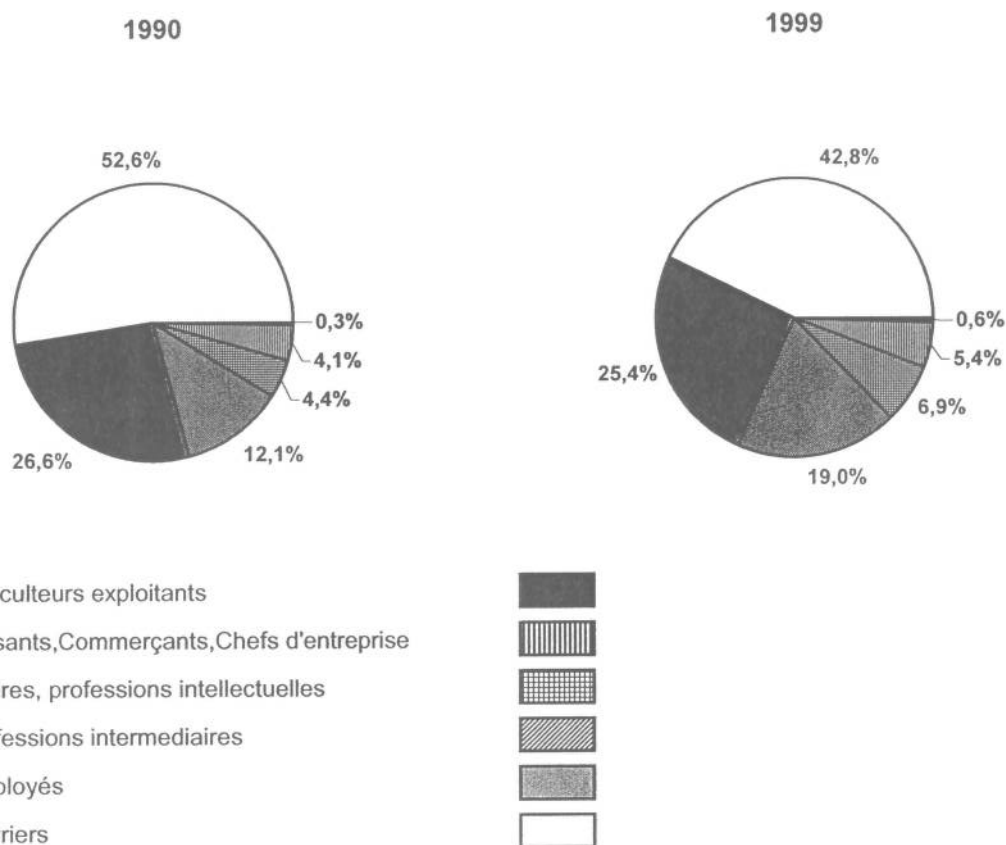 1990
1999
52,6%
42,8%
0,3%
4,1%
4,4%
12,1%
26,6%
0,6%
5,4%
6,9%
19,0%
25,4%
culteurs exploitants
sants,Commerçants,Chefs d'entreprise
res, professions intellectuelles
fessions intermediaires
ployés
riers